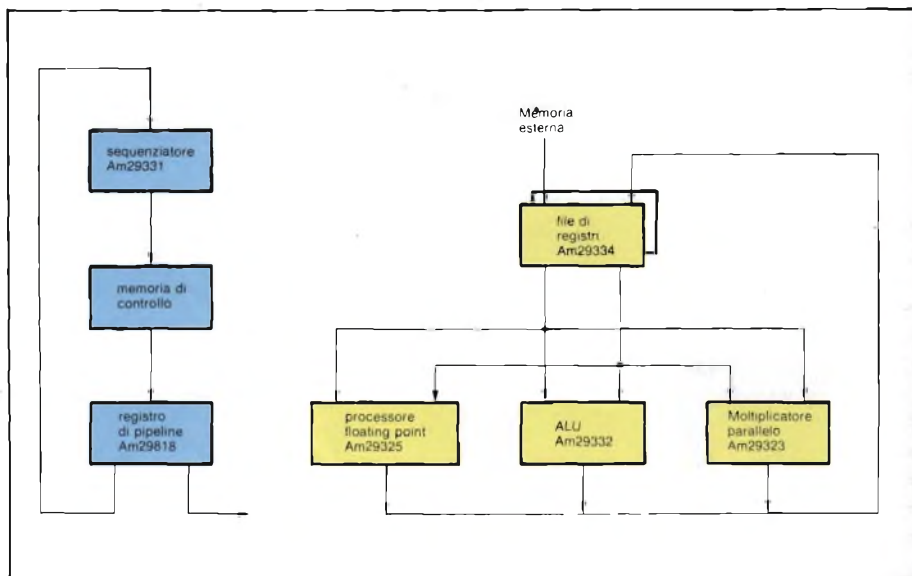 sequenziatore
Am29331
memoria di
controllo
registro
di pipeline
Am29818
Memoria
esterna
file di
registri
Am29334
processore
floating point
Am29325
ALU
Am29332
Moltiplicatore
parallelo
Am29323